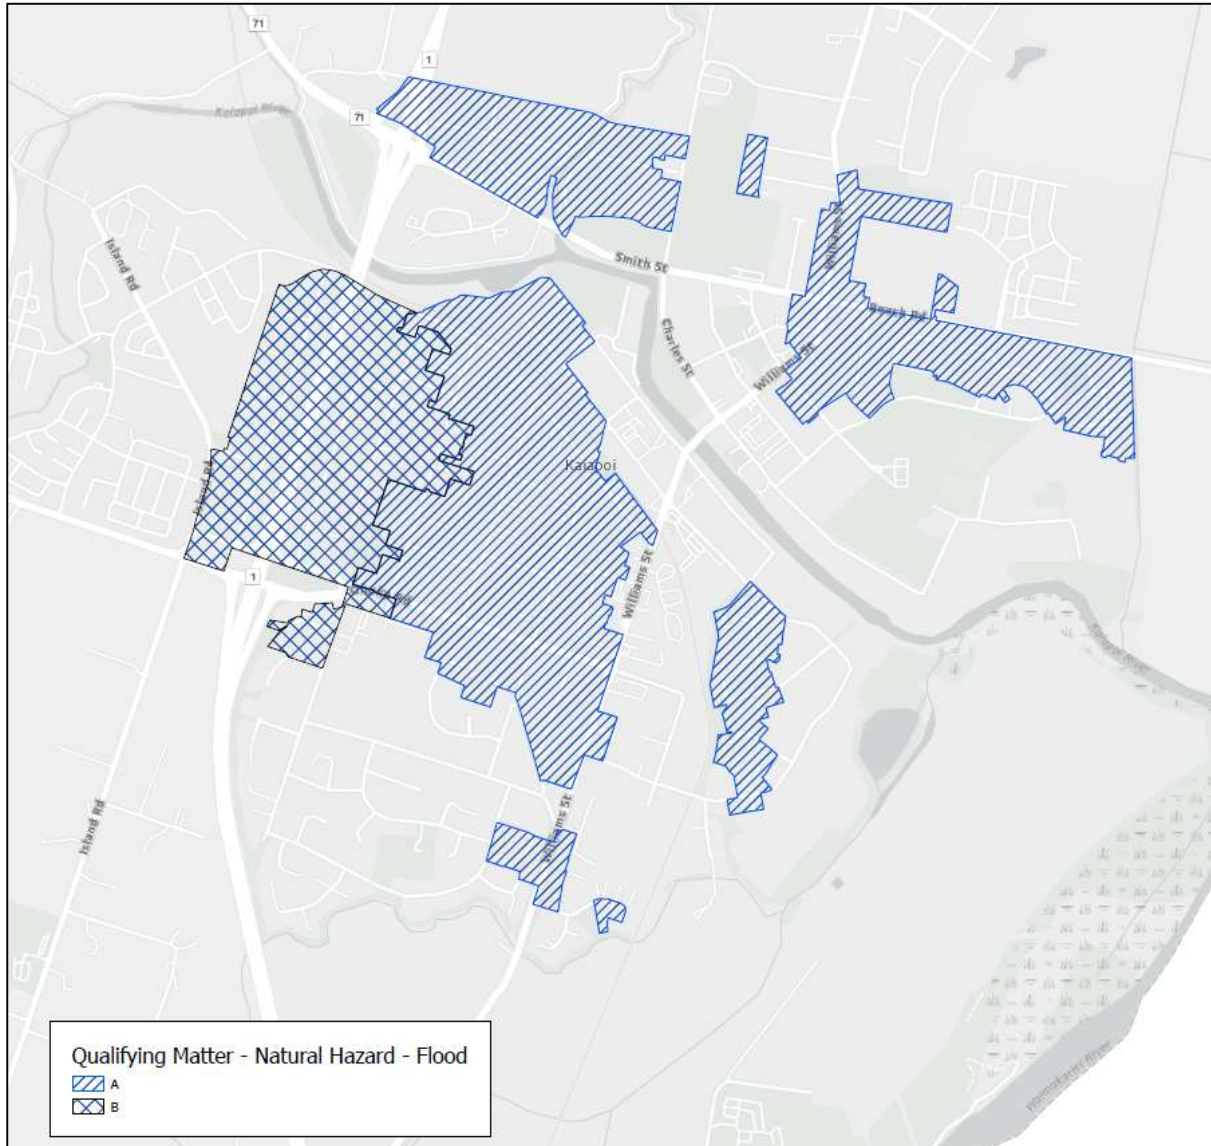 71
1
71
Kaiapoi River
Island Rd
Williams St
Smith St
Beach Rd
Charles St
Williams St
Kaiapoi
Island Rd
1
Williams St
Kaiapoi River
Island Rd
Williams St
Waimakariri River
Qualifying Matter - Natural Hazard - Flood
A
B